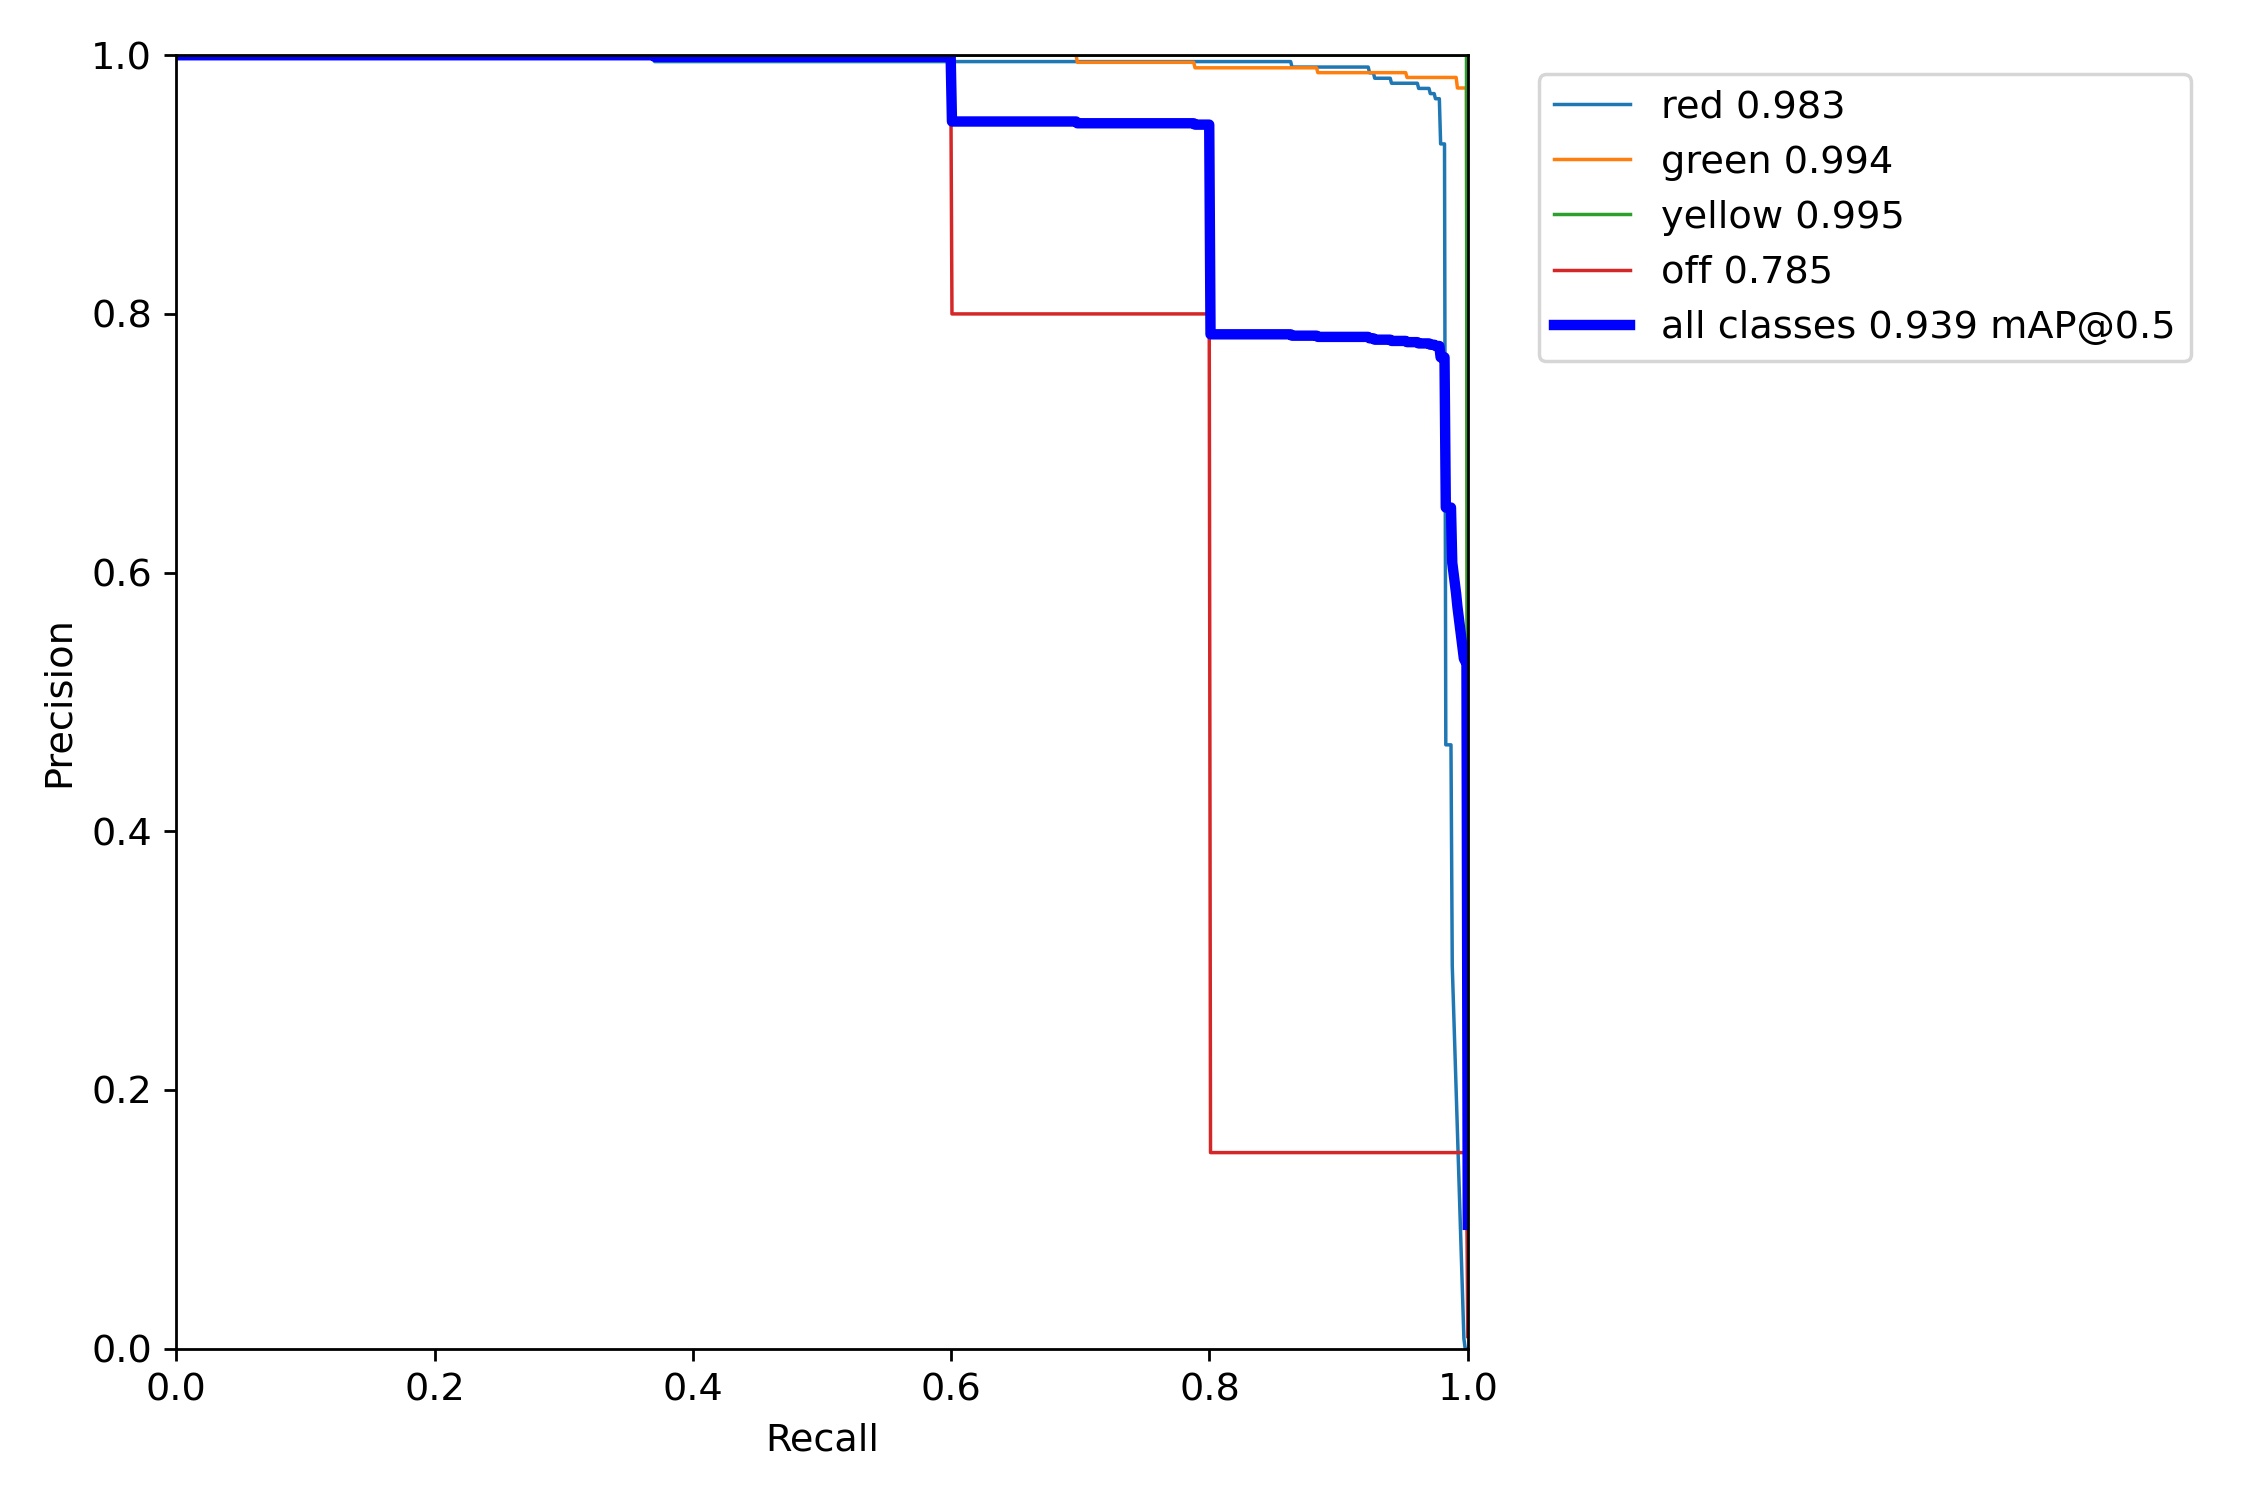 1.0
0.8
0.6
0.4
0.2
0.0
Precision
0.0 0.2 0.4 0.6 0.8 1.0
Recall
red 0.983
green 0.994
yellow 0.995
off 0.785
all classes 0.939 mAP@0.5